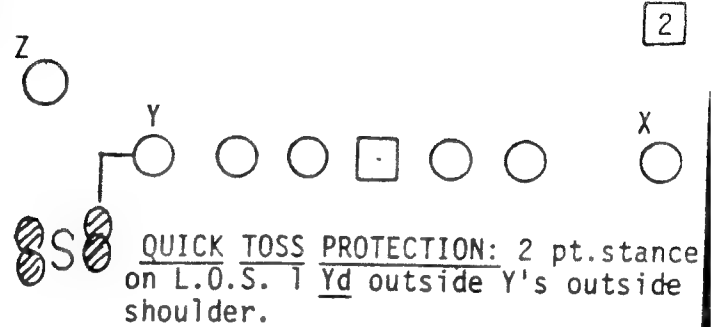 2
Z
Y
X
S QUICK TOSS PROTECTION: 2 pt.stance
on L.O.S. 1 Yd outside Y's outside
shoulder.